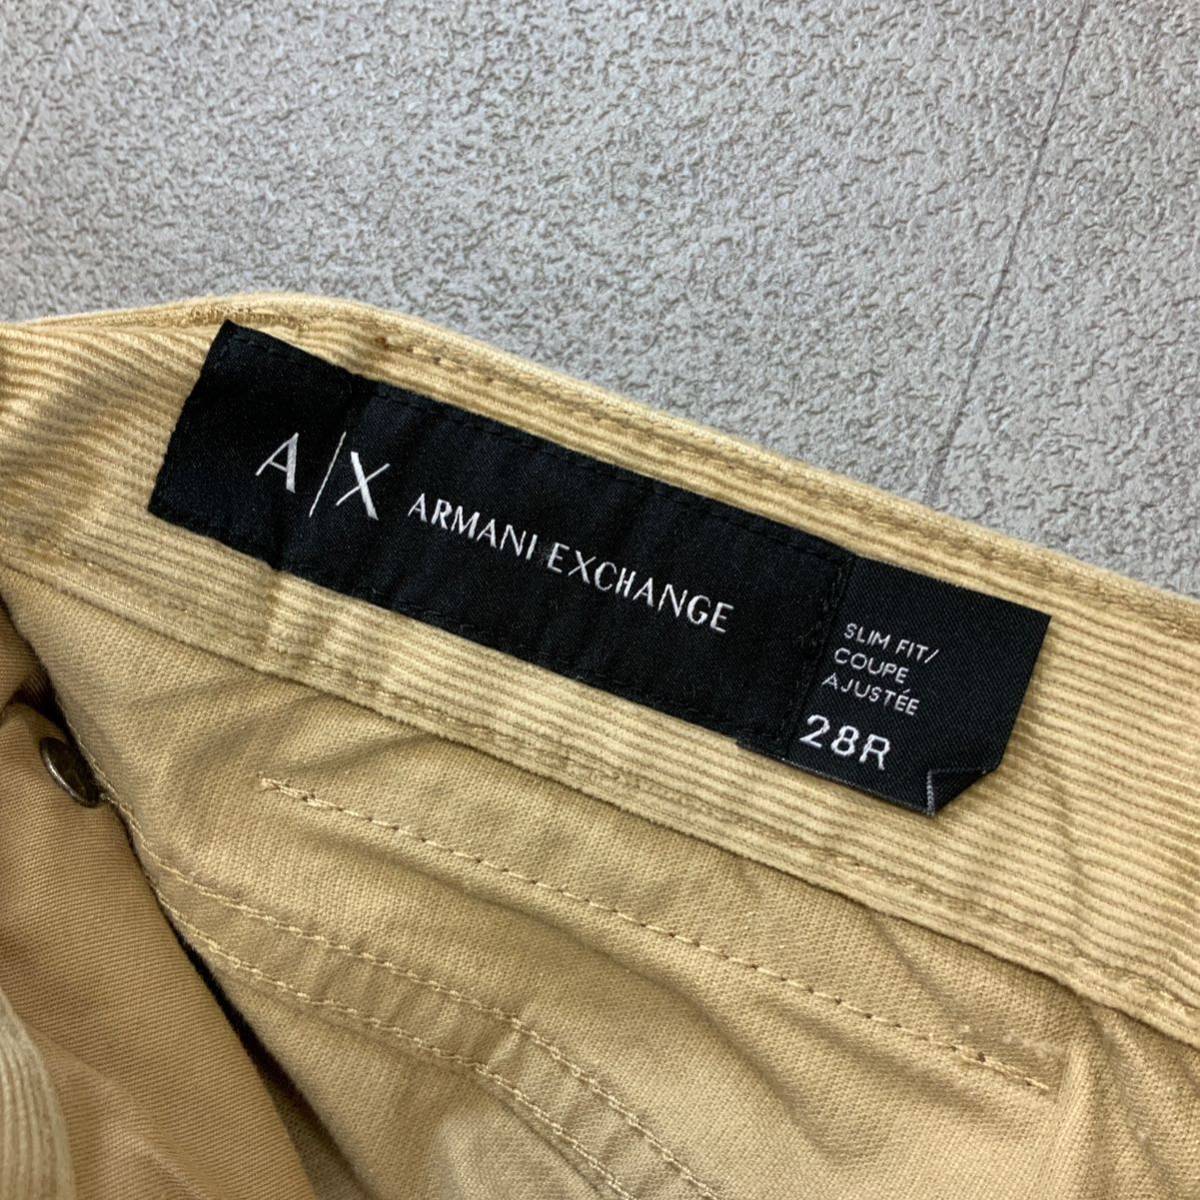 A|X ARMANI EXCHANGE
SLIM FIT/
COUPE
AJUSTÉE
28R